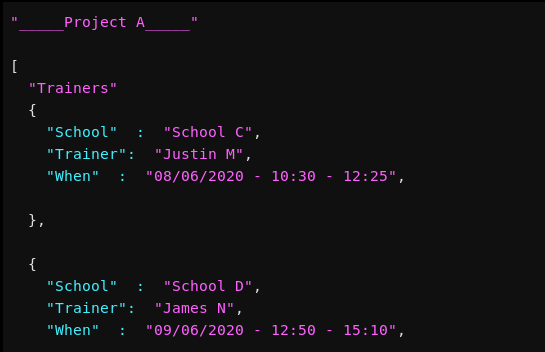 "_____Project A_____"
[
"Trainers"
{
"School"  :  "School C",
"Trainer":  "Justin M",
"When"  :  "08/06/2020 - 10:30 - 12:25",
},
{
"School"  :  "School D",
"Trainer":  "James N",
"When"  :  "09/06/2020 - 12:50 - 15:10",